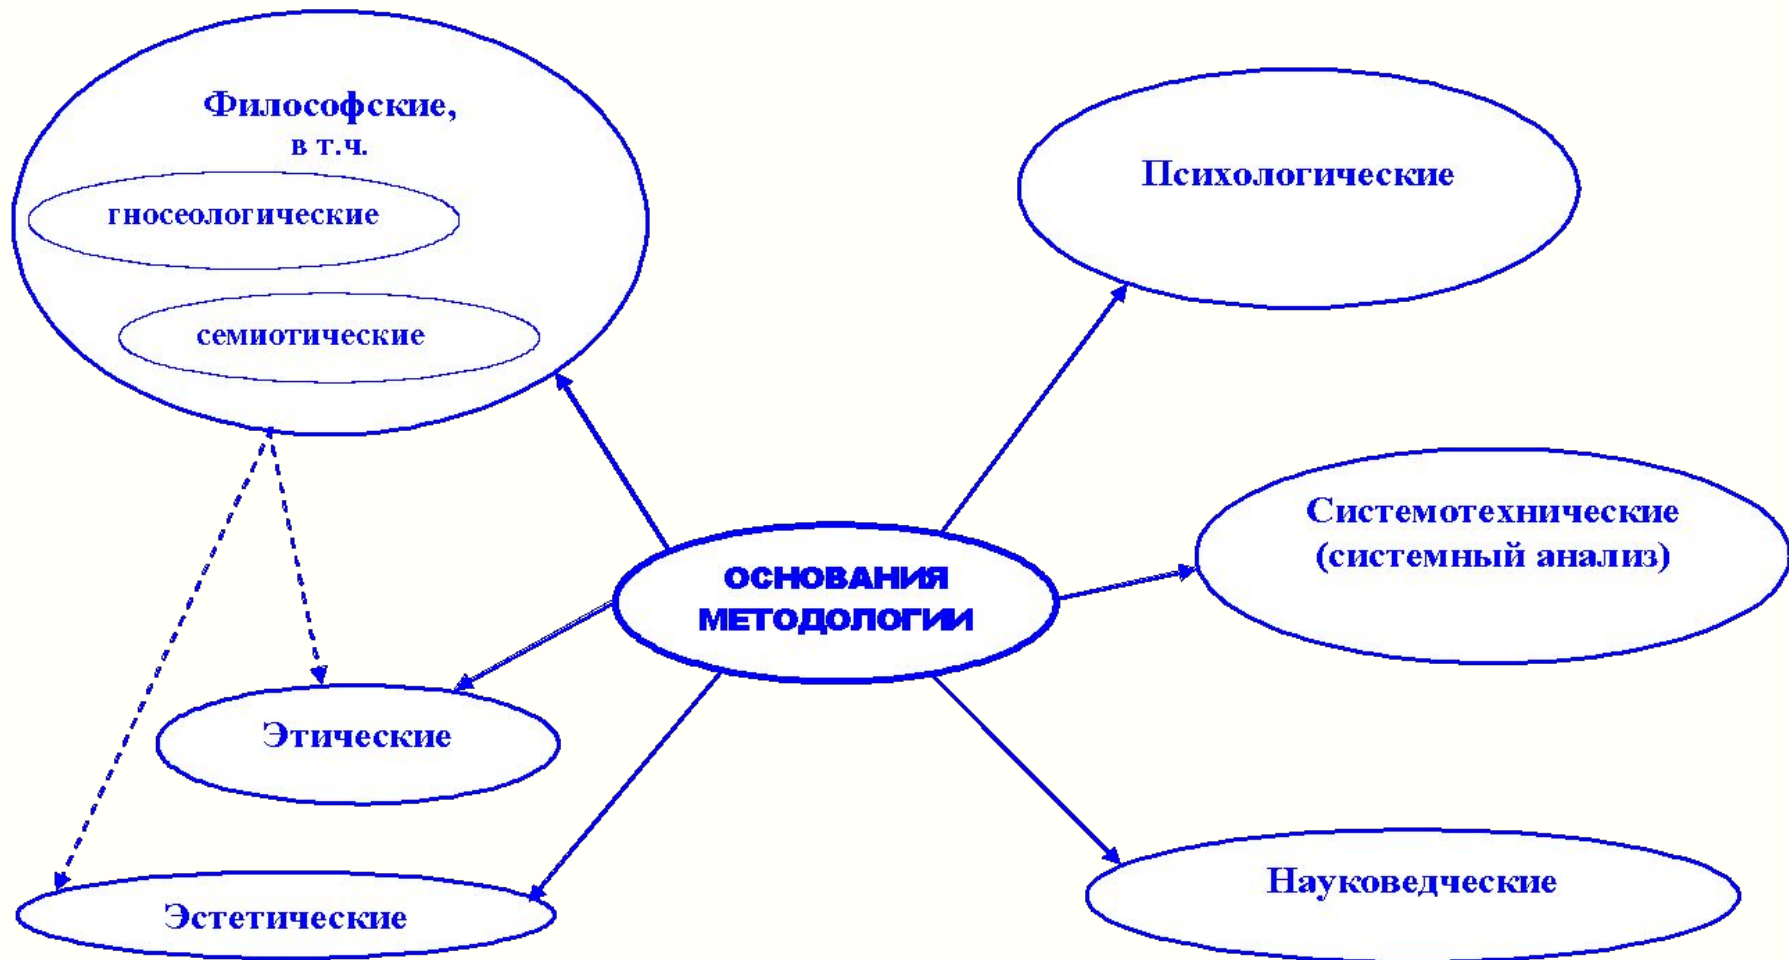 Философские,
в т.ч.
гносеологические
семиотические
Психологические
Системотехнические
(системный анализ)
ОСНОВАНИЯ
МЕТОДОЛОГИИ
Этические
Эстетические
Науковедческие